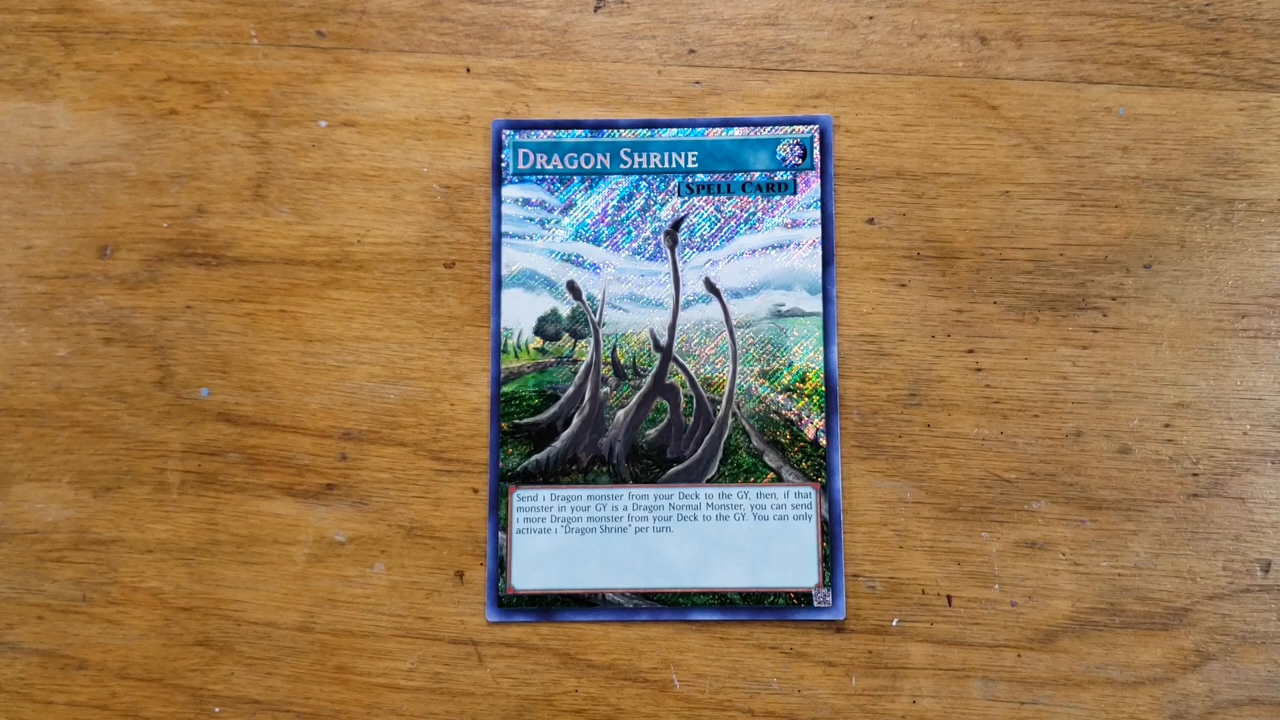 Dragon Shrine
Spell Card
Send 1 Dragon monster from your Deck to the GY, then, if that
monster in your GY is a Dragon Normal Monster, you can send
1 more Dragon monster from your Deck to the GY. You can only
activate 1 "Dragon Shrine" per turn.